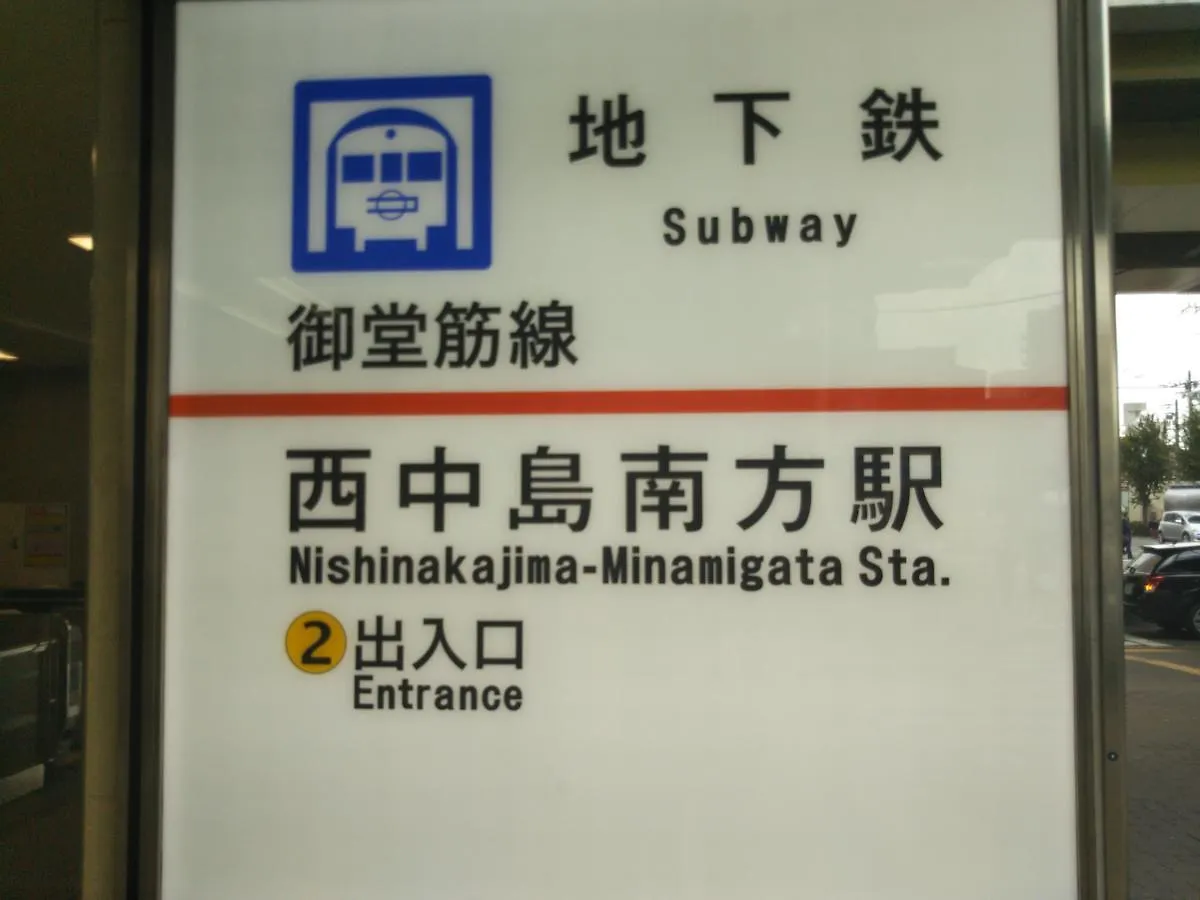 地下鉄
Subway
御堂筋線
西中島南方駅
Nishinakajima-Minamigata Sta.
2 出入口
Entrance